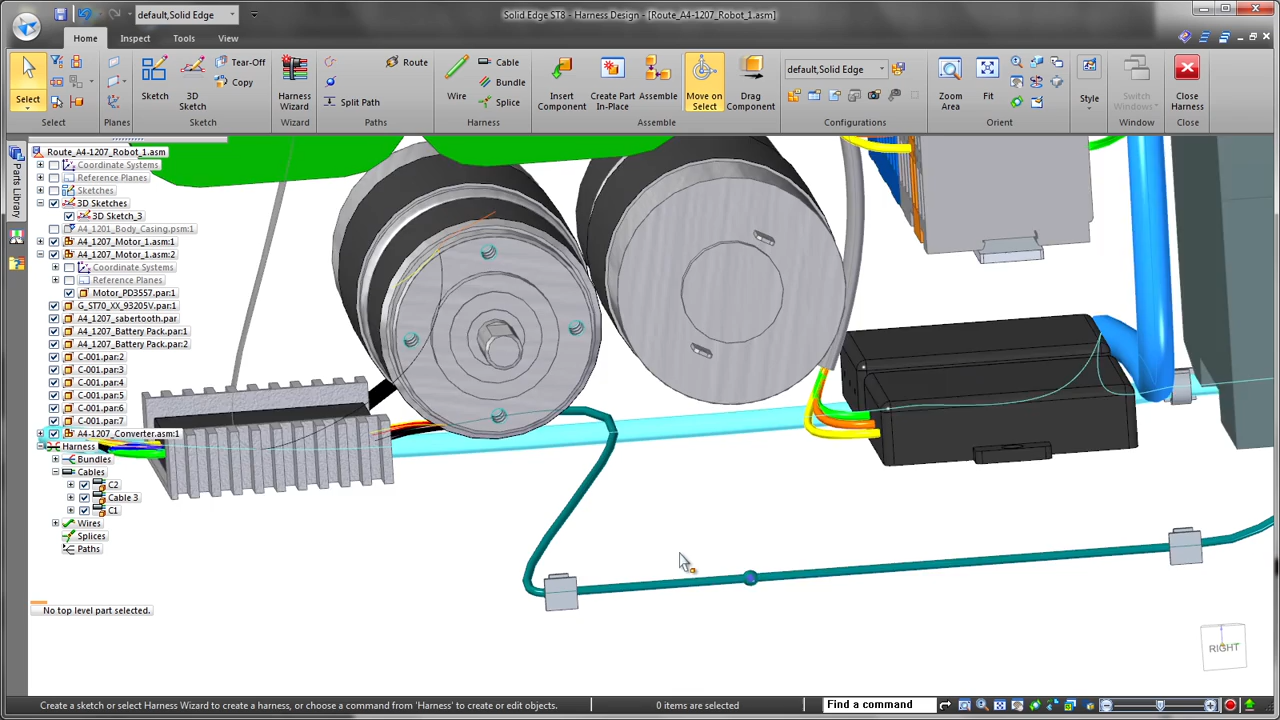 default,Solid Edge
Solid Edge ST8 - Harness Design - [Route_A4-1207_Robot_1.asm]
Home Inspect Tools View
Select
Select
Planes
Sketch
3D Sketch
Tear-Off
Copy
Sketch
Harness Wizard
Wizard
Route
Split Path
Paths
Wire
Cable
Bundle
Splice
Harness
Insert Component
Create Part In-Place
Assemble
Move on Select
Drag Component
Assemble
default,Solid Edge
Configurations
Zoom Area
Fit
Orient
Style
Switch Windows
Window
Close Harness
Close
Parts Library
Route_A4-1207_Robot_1.asm
Coordinate Systems
Reference Planes
Sketches
3D Sketches
3D Sketch_3
A4_1201_Body_Casing.psm:1
A4_1207_Motor_1.asm:1
A4_1207_Motor_1.asm:2
Coordinate Systems
Reference Planes
Motor_PD3557.par:1
G_ST70_XX_93205V.par:1
A4_1207_sabertooth.par
A4_1207_Battery Pack.par:1
A4_1207_Battery Pack.par:2
C-001.par:2
C-001.par:3
C-001.par:4
C-001.par:5
C-001.par:6
C-001.par:7
A4-1207_Converter.asm:1
Harness
Bundles
Cables
C2
Cable 3
C1
Wires
Splices
Paths
No top level part selected.
RIGHT
Create a sketch or select Harness Wizard to create a harness, or choose a command from 'Harness' to create or edit objects.
0 items are selected
Find a command